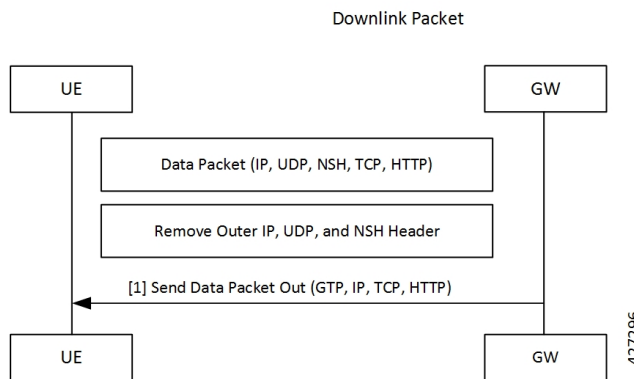 Downlink Packet
UE
GW
Data Packet (IP, UDP, NSH, TCP, HTTP)
Remove Outer IP, UDP, and NSH Header
[1] Send Data Packet Out (GTP, IP, TCP, HTTP)
UE
GW
427296